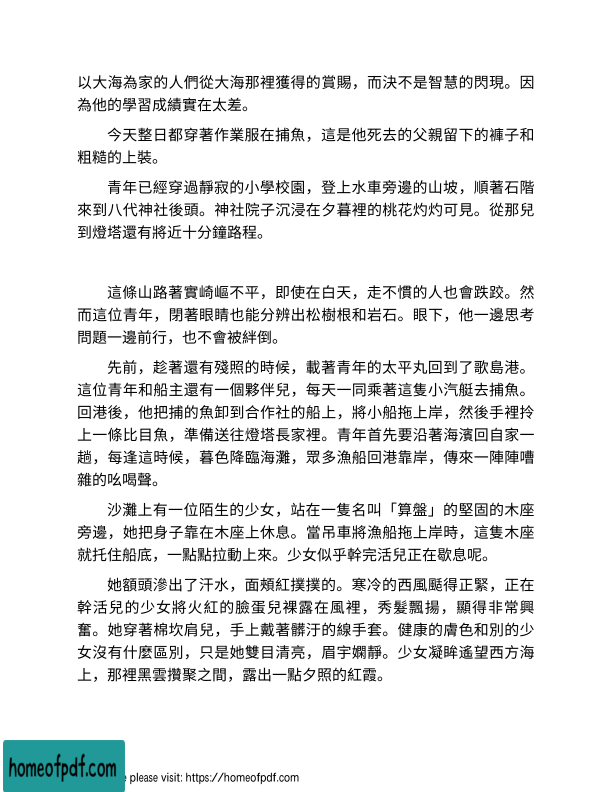 以大海為家的人們從大海那裡獲得的賞賜，而決不是智慧的閃現。因
為他的學習成績實在太差。
今天整日都穿著作業服在捕魚，這是他死去的父親留下的褲子和
粗糙的上裝。
青年已經穿過靜寂的小學校園，登上水車旁邊的山坡，順著石階
來到八代神社後頭。神社院子沉浸在夕暮裡的桃花灼灼可見。從那兒
到燈塔還有將近十分鐘路程。
這條山路著實崎嶇不平，即使在白天，走不慣的人也會跌跤。然
而這位青年，閉著眼睛也能分辨出松樹根和岩石。眼下，他一邊思考
問題一邊前行，也不會被絆倒。
先前，趁著還有殘照的時候，載著青年的太平丸回到了歌島港。
這位青年和船主還有一個夥伴兒，每天一同乘著這隻小汽艇去捕魚。
回港後，他把捕的魚卸到合作社的船上，將小船拖上岸，然後手裡拎
上一條比目魚，準備送往燈塔長家裡。青年首先要沿著海濱回自家一
趟，每逢這時候，暮色降臨海灘，眾多漁船回港靠岸，傳來一陣陣嘈
雜的吆喝聲。
沙灘上有一位陌生的少女，站在一隻名叫「算盤」的堅固的木座
旁邊，她把身子靠在木座上休息。當吊車將漁船拖上岸時，這隻木座
就托住船底，一點點拉動上來。少女似乎幹完活兒正在歇息呢。
她額頭滲出了汗水，面頰紅撲撲的。寒冷的西風颳得正緊，正在
幹活兒的少女將火紅的臉蛋兒裸露在風裡，秀髮飄揚，顯得非常興
奮。她穿著棉坎肩兒，手上戴著髒汙的線手套。健康的膚色和別的少
女沒有什麼區別，只是她雙目清亮，眉宇嫻靜。少女凝眸遙望西方海
上，那裡黑雲攢聚之間，露出一點夕照的紅霞。
homeofpdf.com
e please visit: https://homeofpdf.com